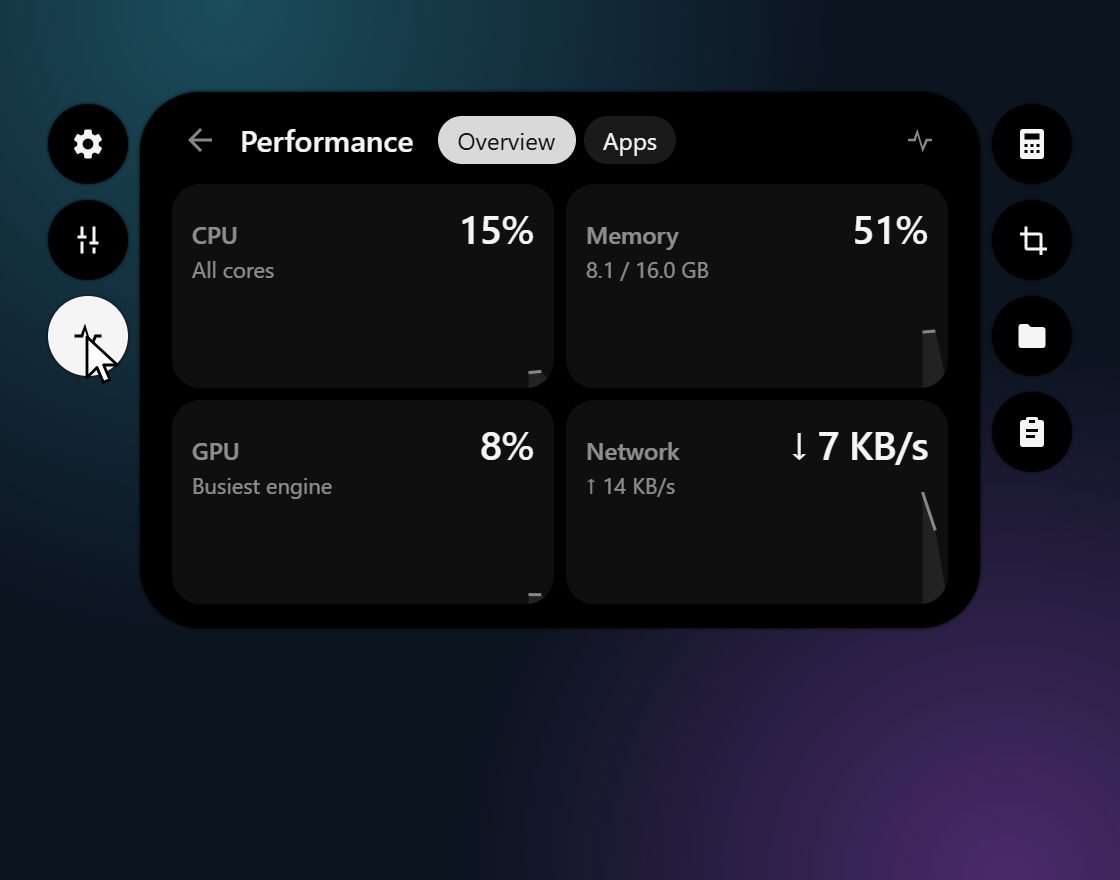 Performance
Overview
Apps
CPU
15%
All cores
Memory
51%
8.1 / 16.0 GB
GPU
8%
Busiest engine
Network
↓ 7 KB/s
↑ 14 KB/s